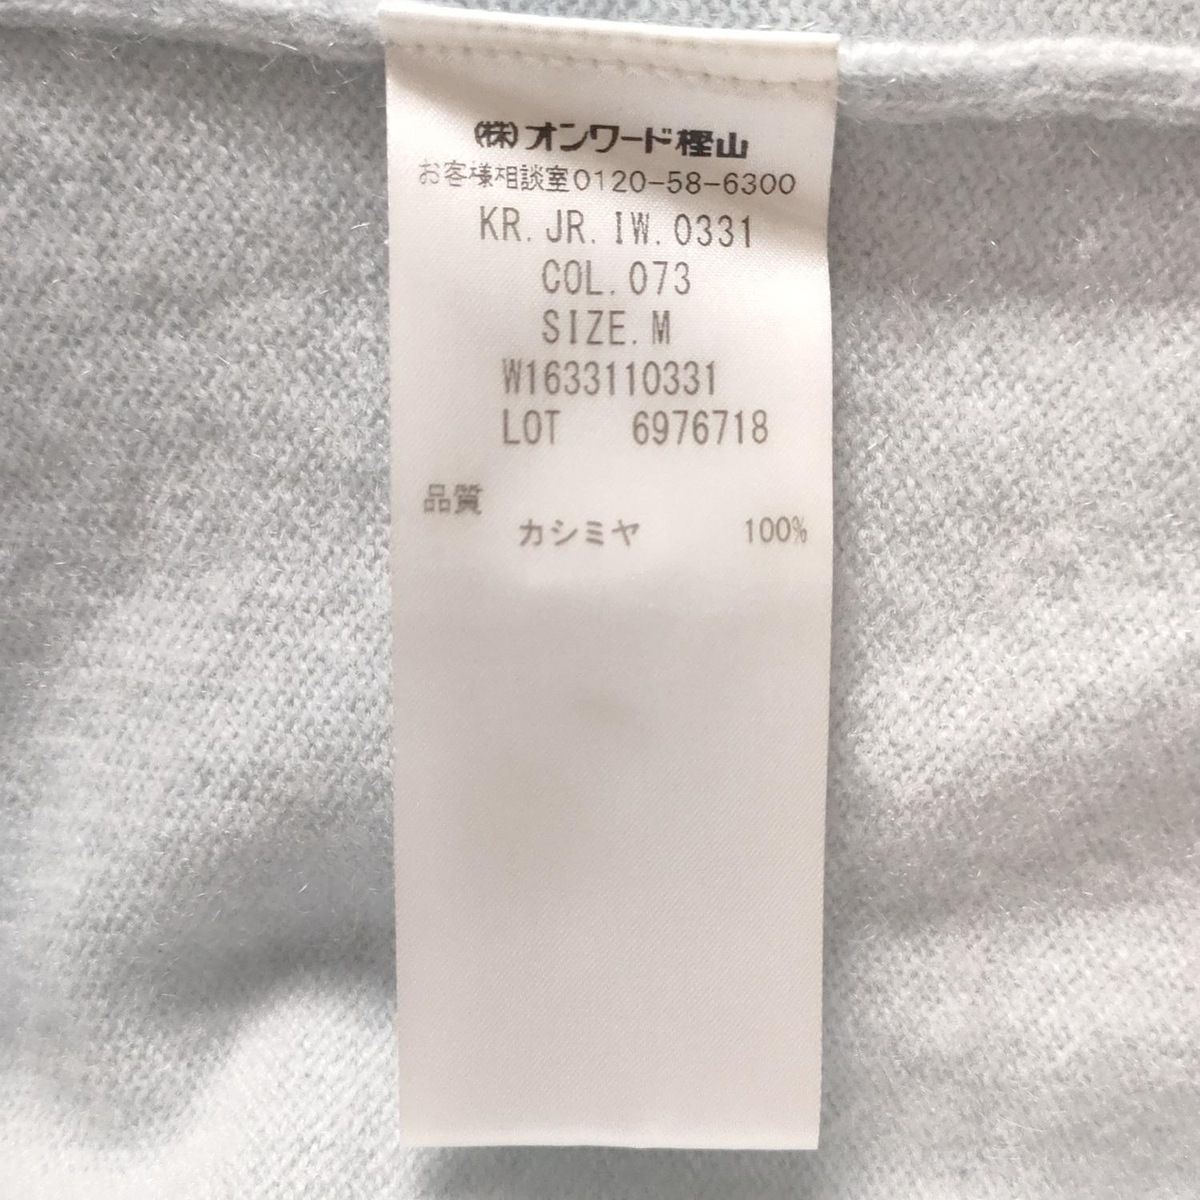 (株)オンワード樫山
お客様相談室0120-58-6300
KR.JR.IW.0331
COL.073
SIZE.M
W1633110331
LOT 6976718
品質
カシミヤ 100%